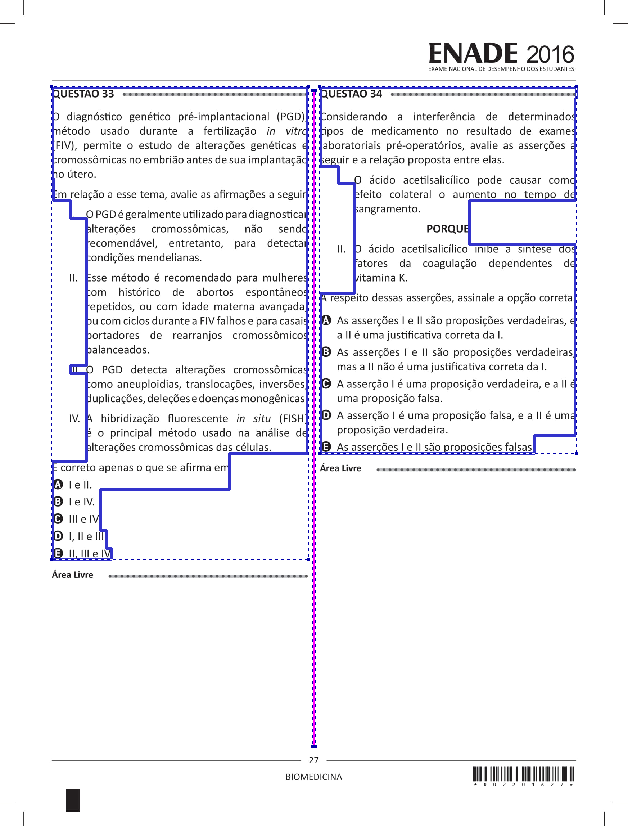 ENADE 2016
EXAME NACIONAL DE DESEMPENHO DOS ESTUDANTES
QUESTÃO 33
O diagnóstico genético pré-implantacional (PGD),
método usado durante a fertilização in vitro
(FIV), permite o estudo de alterações genéticas e
cromossômicas no embrião antes de sua implantação
no útero.
Em relação a esse tema, avalie as afirmações a seguir.
I. O PGD é geralmente utilizado para diagnosticar
alterações cromossômicas, não sendo
recomendável, entretanto, para detectar
condições mendelianas.
II. Esse método é recomendado para mulheres
com histórico de abortos espontâneos
repetidos, ou com idade materna avançada,
ou com ciclos durante a FIV falhos e para casais
portadores de rearranjos cromossômicos
balanceados.
III. O PGD detecta alterações cromossômicas
como aneuploidias, translocações, inversões,
duplicações, deleções e doenças monogênicas.
IV. A hibridização fluorescente in situ (FISH)
é o principal método usado na análise de
alterações cromossômicas das células.
É correto apenas o que se afirma em
A I e II.
B I e IV.
C III e IV.
D I, II e III.
E II, III e IV.
Área Livre
QUESTÃO 34
Considerando a interferência de determinados
tipos de medicamento no resultado de exames
laboratoriais pré-operatórios, avalie as asserções a
seguir e a relação proposta entre elas.
O ácido acetilsalicílico pode causar como
efeito colateral o aumento no tempo de
sangramento.
PORQUE
II. O ácido acetilsalicílico inibe a síntese dos
fatores da coagulação dependentes de
vitamina K.
A respeito dessas asserções, assinale a opção correta.
A As asserções I e II são proposições verdadeiras, e
a II é uma justificativa correta da I.
B As asserções I e II são proposições verdadeiras,
mas a II não é uma justificativa correta da I.
C A asserção I é uma proposição verdadeira, e a II é
uma proposição falsa.
D A asserção I é uma proposição falsa, e a II é uma
proposição verdadeira.
E As asserções I e II são proposições falsas.
Área Livre
27
BIOMEDICINA